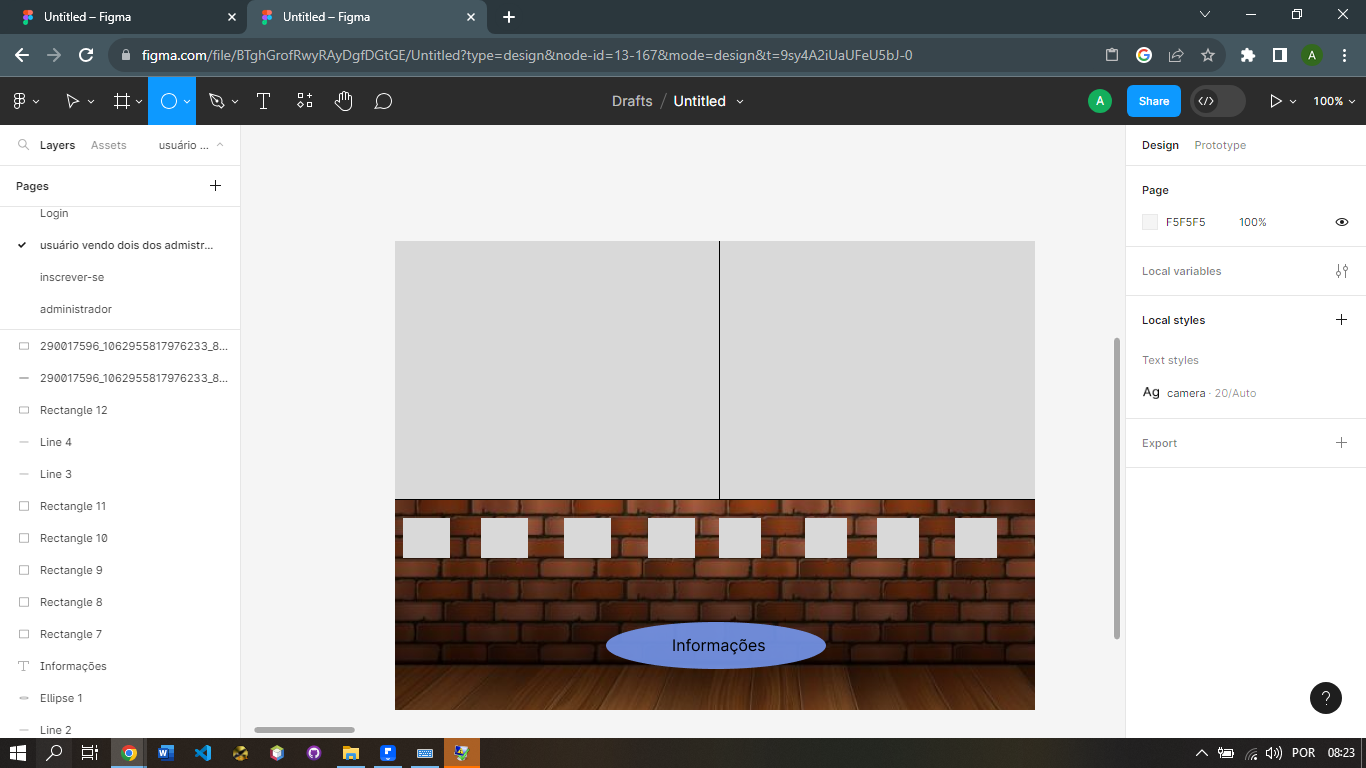 Untitled – Figma
Untitled – Figma
figma.com/file/BTghGrofRwyRAyDgfDGtGE/Untitled?type=design&node-id=13-167&mode=design&t=9sy4A2iUaUFeU5bJ-0
A
Drafts / Untitled
A
Share
100%
Layers
Assets
usuário ...
Pages
Login
usuário vendo dois dos admistr...
inscrever-se
administrador
290017596_1062955817976233_8...
290017596_1062955817976233_8...
Rectangle 12
Line 4
Line 3
Rectangle 11
Rectangle 10
Rectangle 9
Rectangle 8
Rectangle 7
Informações
Ellipse 1
Line 2
Informações
Design
Prototype
Page
F5F5F5
100%
Local variables
Local styles
Text styles
Ag camera · 20/Auto
Export
?
POR
08:23